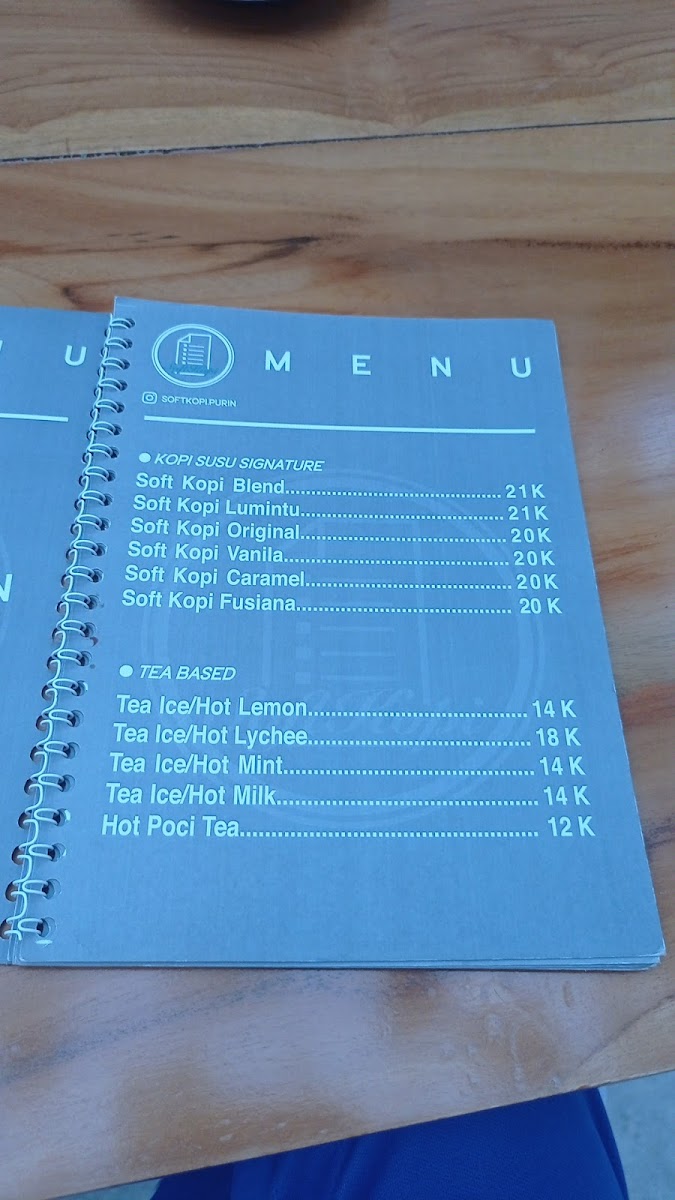 U
N
MENU
SOFTKOPI.PURIN
KOPI SUSU SIGNATURE
Soft Kopi Blend........................................ 21K
Soft Kopi Lumintu...................................... 21K
Soft Kopi Original...................................... 20K
Soft Kopi Vanila.......................................... 20K
Soft Kopi Caramel...................................... 20K
Soft Kopi Fusiana....................................... 20 K
TEA BASED
Tea Ice/Hot Lemon..................................... 14 K
Tea Ice/Hot Lychee..................................... 18 K
Tea Ice/Hot Mint.......................................... 14 K
Tea Ice/Hot Milk........................................... 14 K
Hot Poci Tea................................................ 12 K